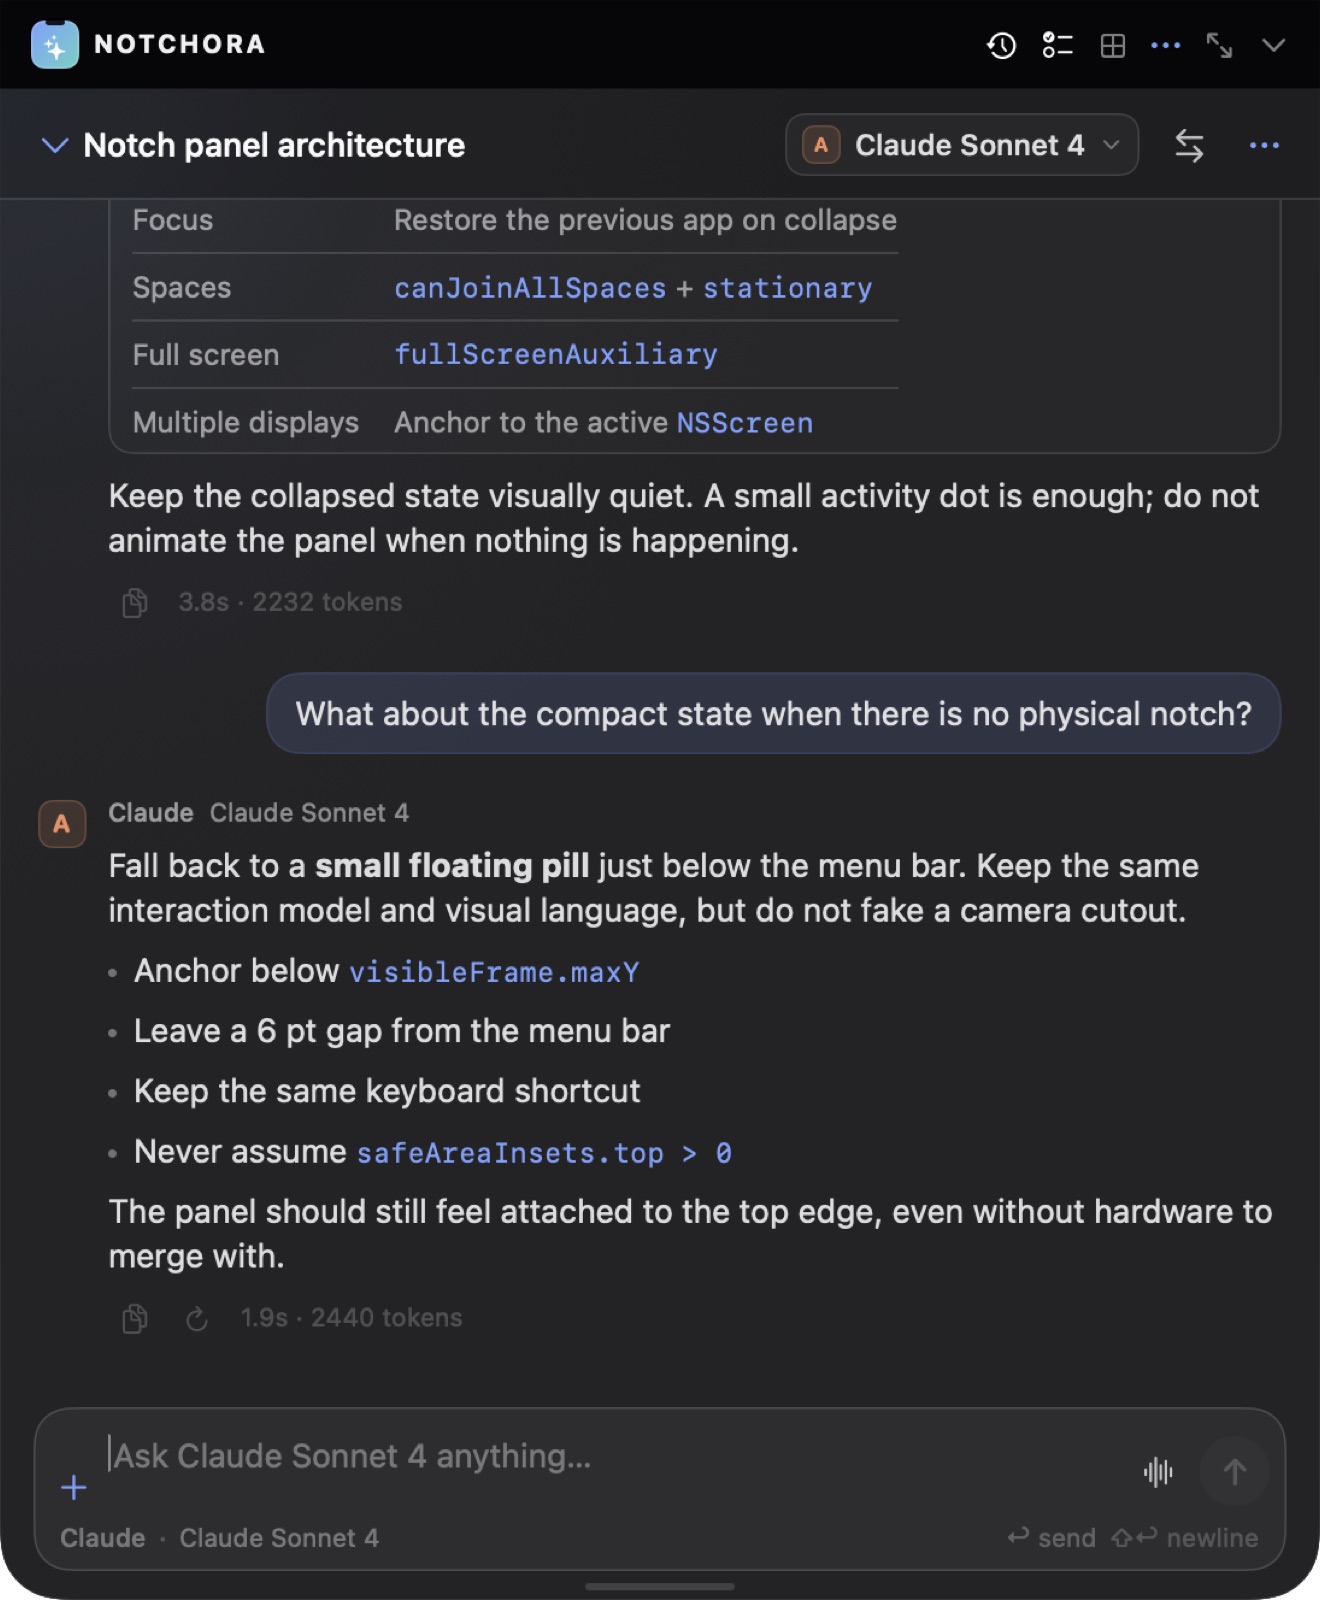 NOTCHORA
Notch panel architecture
A Claude Sonnet 4
Focus Restore the previous app on collapse
Spaces canJoinAllSpaces + stationary
Full screen fullScreenAuxiliary
Multiple displays Anchor to the active NSScreen
Keep the collapsed state visually quiet. A small activity dot is enough; do not
animate the panel when nothing is happening.
3.8s · 2232 tokens
What about the compact state when there is no physical notch?
A Claude Claude Sonnet 4
Fall back to a small floating pill just below the menu bar. Keep the same
interaction model and visual language, but do not fake a camera cutout.
• Anchor below visibleFrame.maxY
• Leave a 6 pt gap from the menu bar
• Keep the same keyboard shortcut
• Never assume safeAreaInsets.top > 0
The panel should still feel attached to the top edge, even without hardware to
merge with.
1.9s · 2440 tokens
Ask Claude Sonnet 4 anything...
Claude · Claude Sonnet 4
↩ send ⇧↩ newline